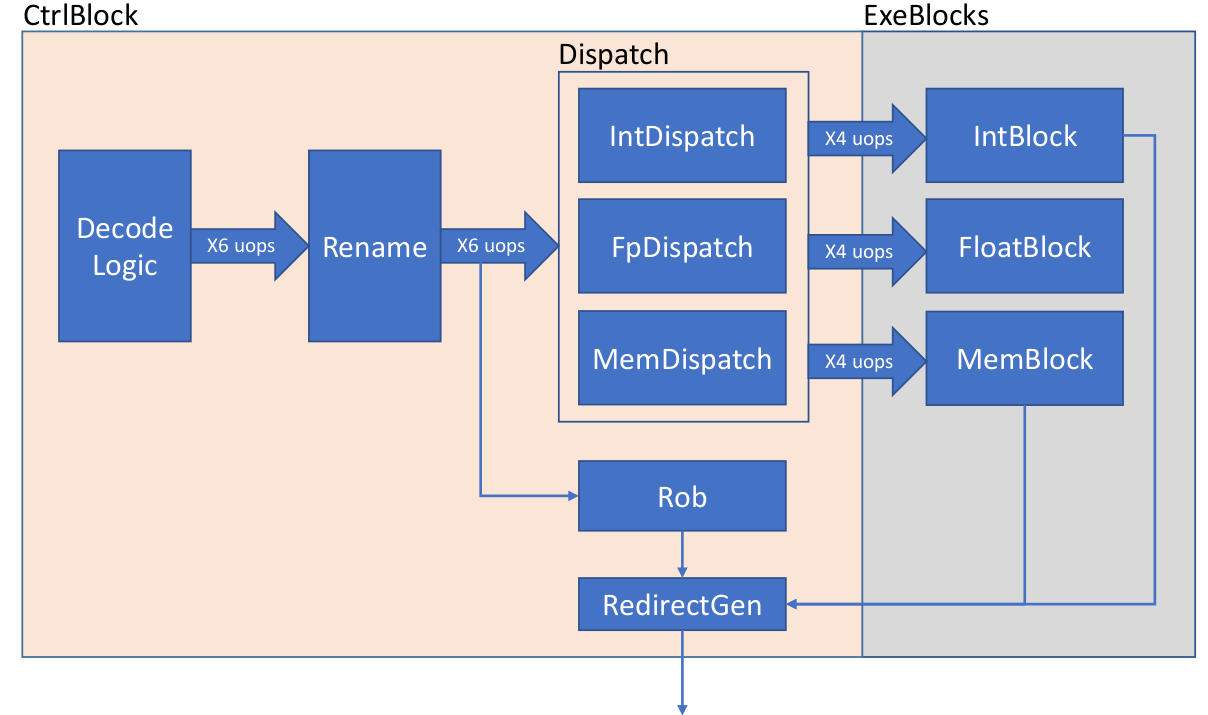 CtrlBlock
ExeBlocks
Dispatch
Decode
Logic
X6 uops
Rename
X6 uops
IntDispatch
X4 uops
IntBlock
FpDispatch
X4 uops
FloatBlock
MemDispatch
X4 uops
MemBlock
Rob
RedirectGen